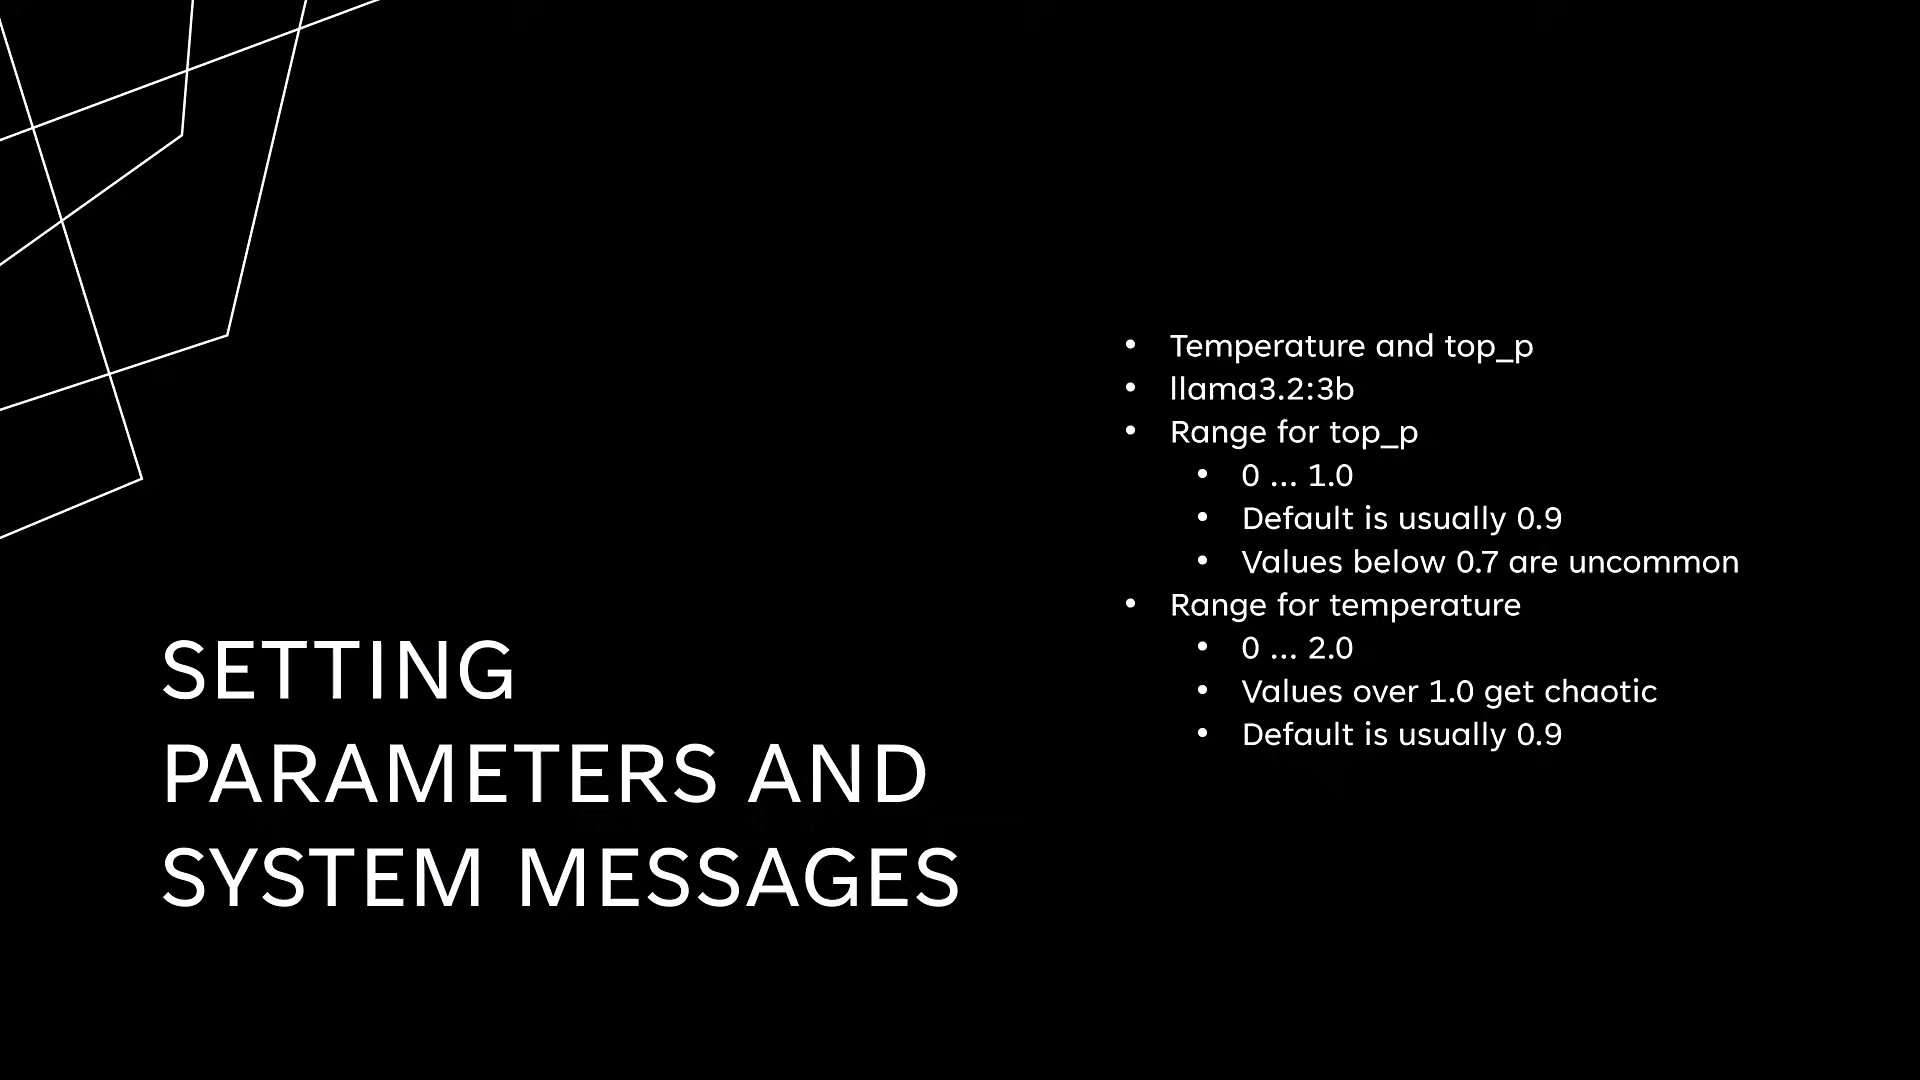 SETTING
PARAMETERS AND
SYSTEM MESSAGES
• Temperature and top_p
• llama3.2:3b
• Range for top_p
• 0 ... 1.0
• Default is usually 0.9
• Values below 0.7 are uncommon
• Range for temperature
• 0 ... 2.0
• Values over 1.0 get chaotic
• Default is usually 0.9